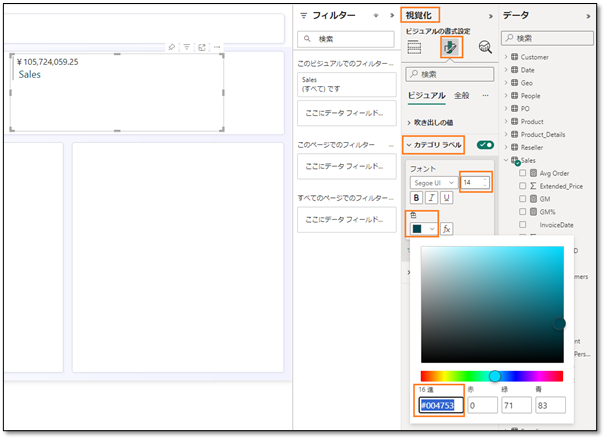 ¥105,724,059.25
Sales
フィルター
検索
このビジュアルでのフィルター...
Sales
(すべて) です
ここにデータ フィールド...
このページでのフィルター
ここにデータ フィールド...
すべてのページでのフィルター...
ここにデータ フィールド...
視覚化
ビジュアルの書式設定
検索
ビジュアル 全般 ...
吹き出しの値
カテゴリ ラベル
フォント
Segoe UI 14
B I U
色
fx
16 進 赤 緑 青
#004753 0 71 83
データ
検索
Customer
Date
Geo
People
PO
Product
Product_Details
Reseller
Sales
Avg Order
Extended_Price
GM
GM%
InvoiceDate